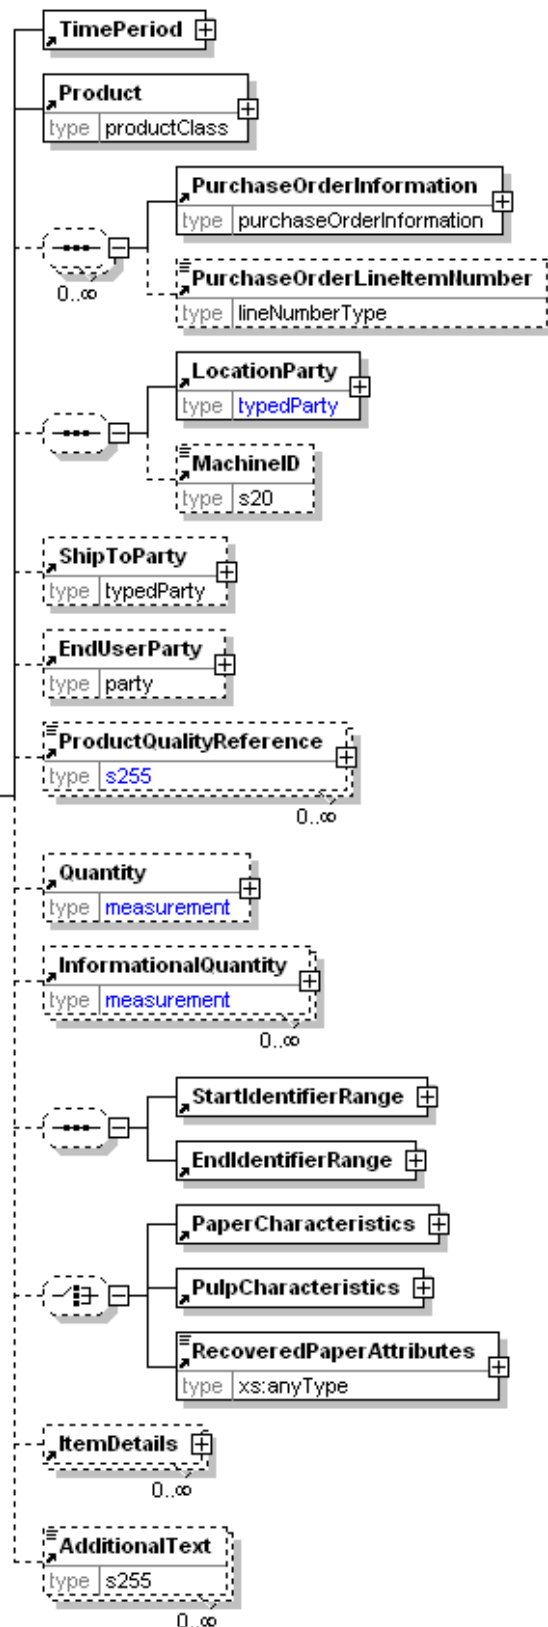 TimePeriod
Product
type productClass
PurchaseOrderInformation
type purchaseOrderInformation
0..∞
PurchaseOrderLineItemNumber
type lineNumberType
LocationParty
type typedParty
MachineID
type s20
ShipToParty
type typedParty
EndUserParty
type party
ProductQualityReference
type s255
0..∞
Quantity
type measurement
InformationalQuantity
type measurement
0..∞
StartIdentifierRange
EndIdentifierRange
PaperCharacteristics
PulpCharacteristics
RecoveredPaperAttributes
type xs:anyType
ItemDetails
0..∞
AdditionalText
type s255
0..∞